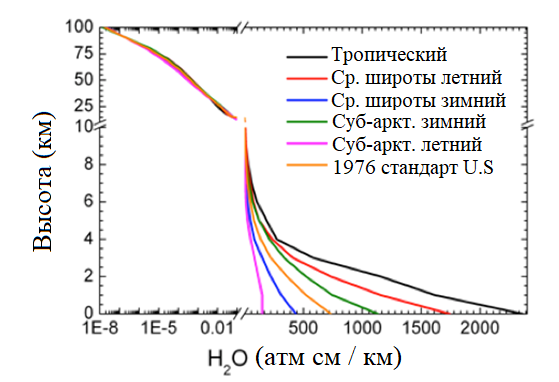 100
75
50
25
10
8
6
4
2
0
Высота (км)
Тропический
Ср. широты летний
Ср. широты зимний
Суб-аркт. зимний
Суб-аркт. летний
1976 стандарт U.S
1E-8 1E-5 0.01 500 1000 1500 2000
H₂O (атм см / км)